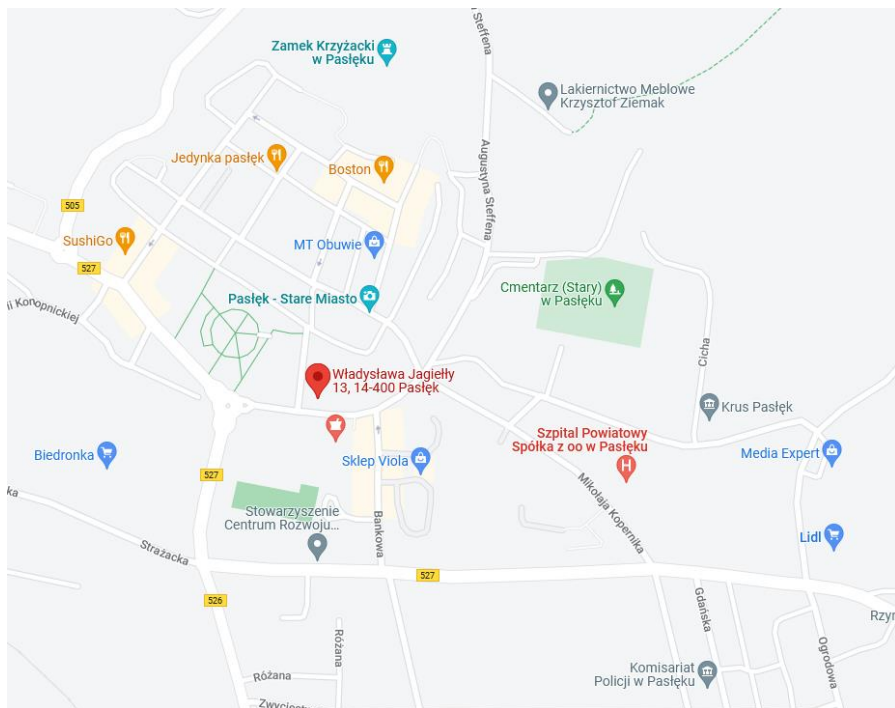 a Steffena
Zamek Krzyżacki
w Pasłęku
Lakiernictwo Meblowe
Krzysztof Ziemak
Jedynka pasłęk
Boston
Augustyna Steffena
505
SushiGo
MT Obuwie
527
Cmentarz (Stary)
w Pasłęku
Pasłęk - Stare Miasto
ii Konopnickiej
Cicha
Władysława Jagiełły
13, 14-400 Pasłęk
Krus Pasłęk
Szpital Powiatowy
Spółka z oo w Pasłęku
Biedronka
Sklep Viola
Media Expert
527
Mikołaja Kopernika
ka
Stowarzyszenie
Centrum Rozwoju...
Bankowa
Lidl
Strażacka
527
526
Gdańska
Rzyn
Różana
Ogrodowa
Komisariat
Policji w Pasłęku
Różana